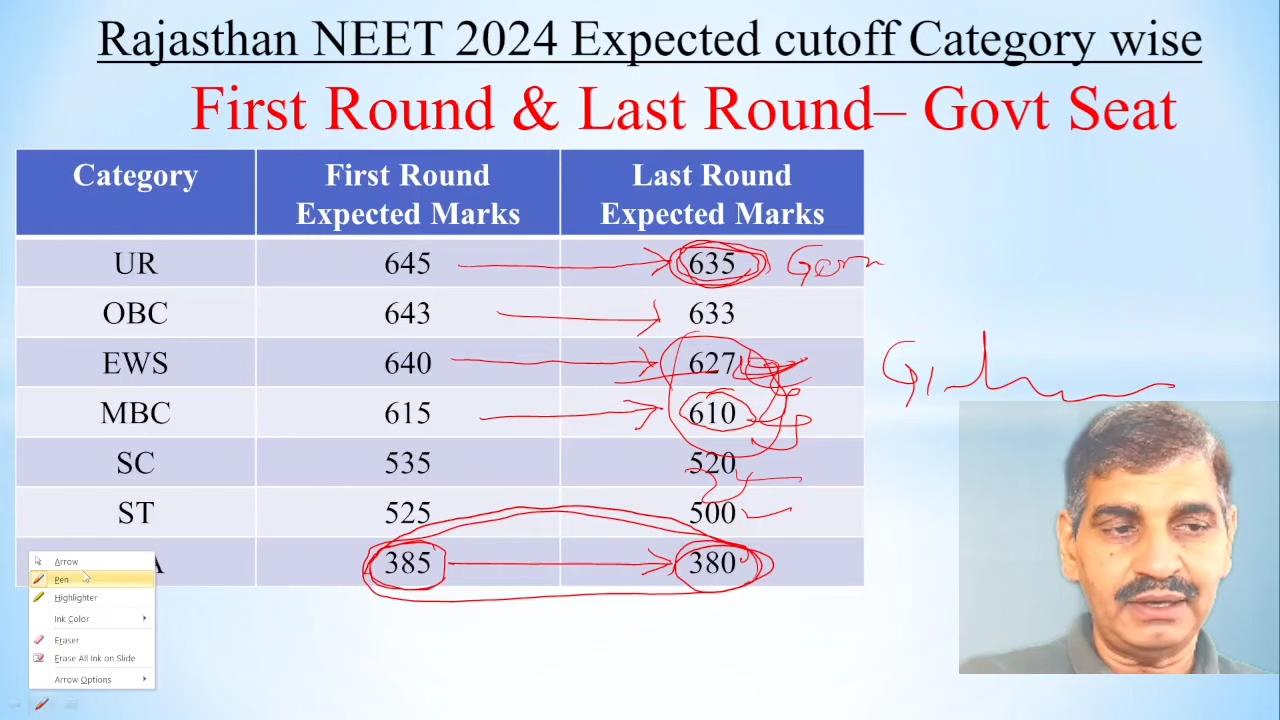 Rajasthan NEET 2024 Expected cutoff Category wise
First Round & Last Round– Govt Seat
Category First Round Expected Marks Last Round Expected Marks
UR 645 635
OBC 643 633
EWS 640 627
MBC 615 610
SC 535 520
ST 525 500
A 385 380
Arrow
Pen
Highlighter
Ink Color
Eraser
Erase All Ink on Slide
Arrow Options